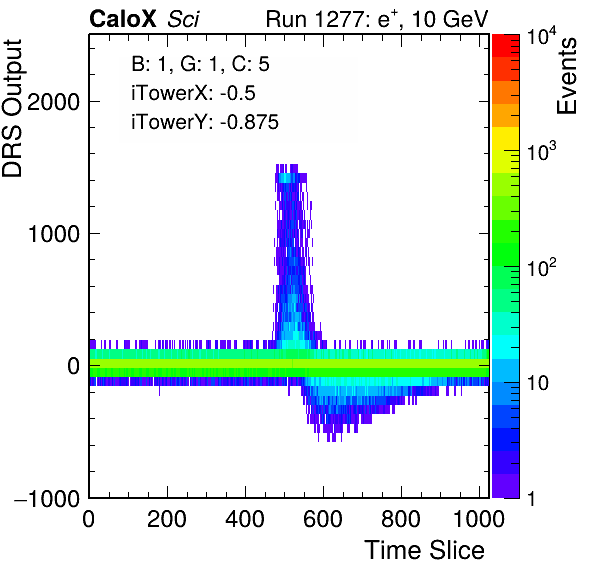 CaloX Sci Run 1277: e+, 10 GeV
B: 1, G: 1, C: 5
iTowerX: -0.5
iTowerY: -0.875
DRS Output
2000
1000
0
−1000
0 200 400 600 800 1000
Time Slice
Events
10^4
10^3
10^2
10
1